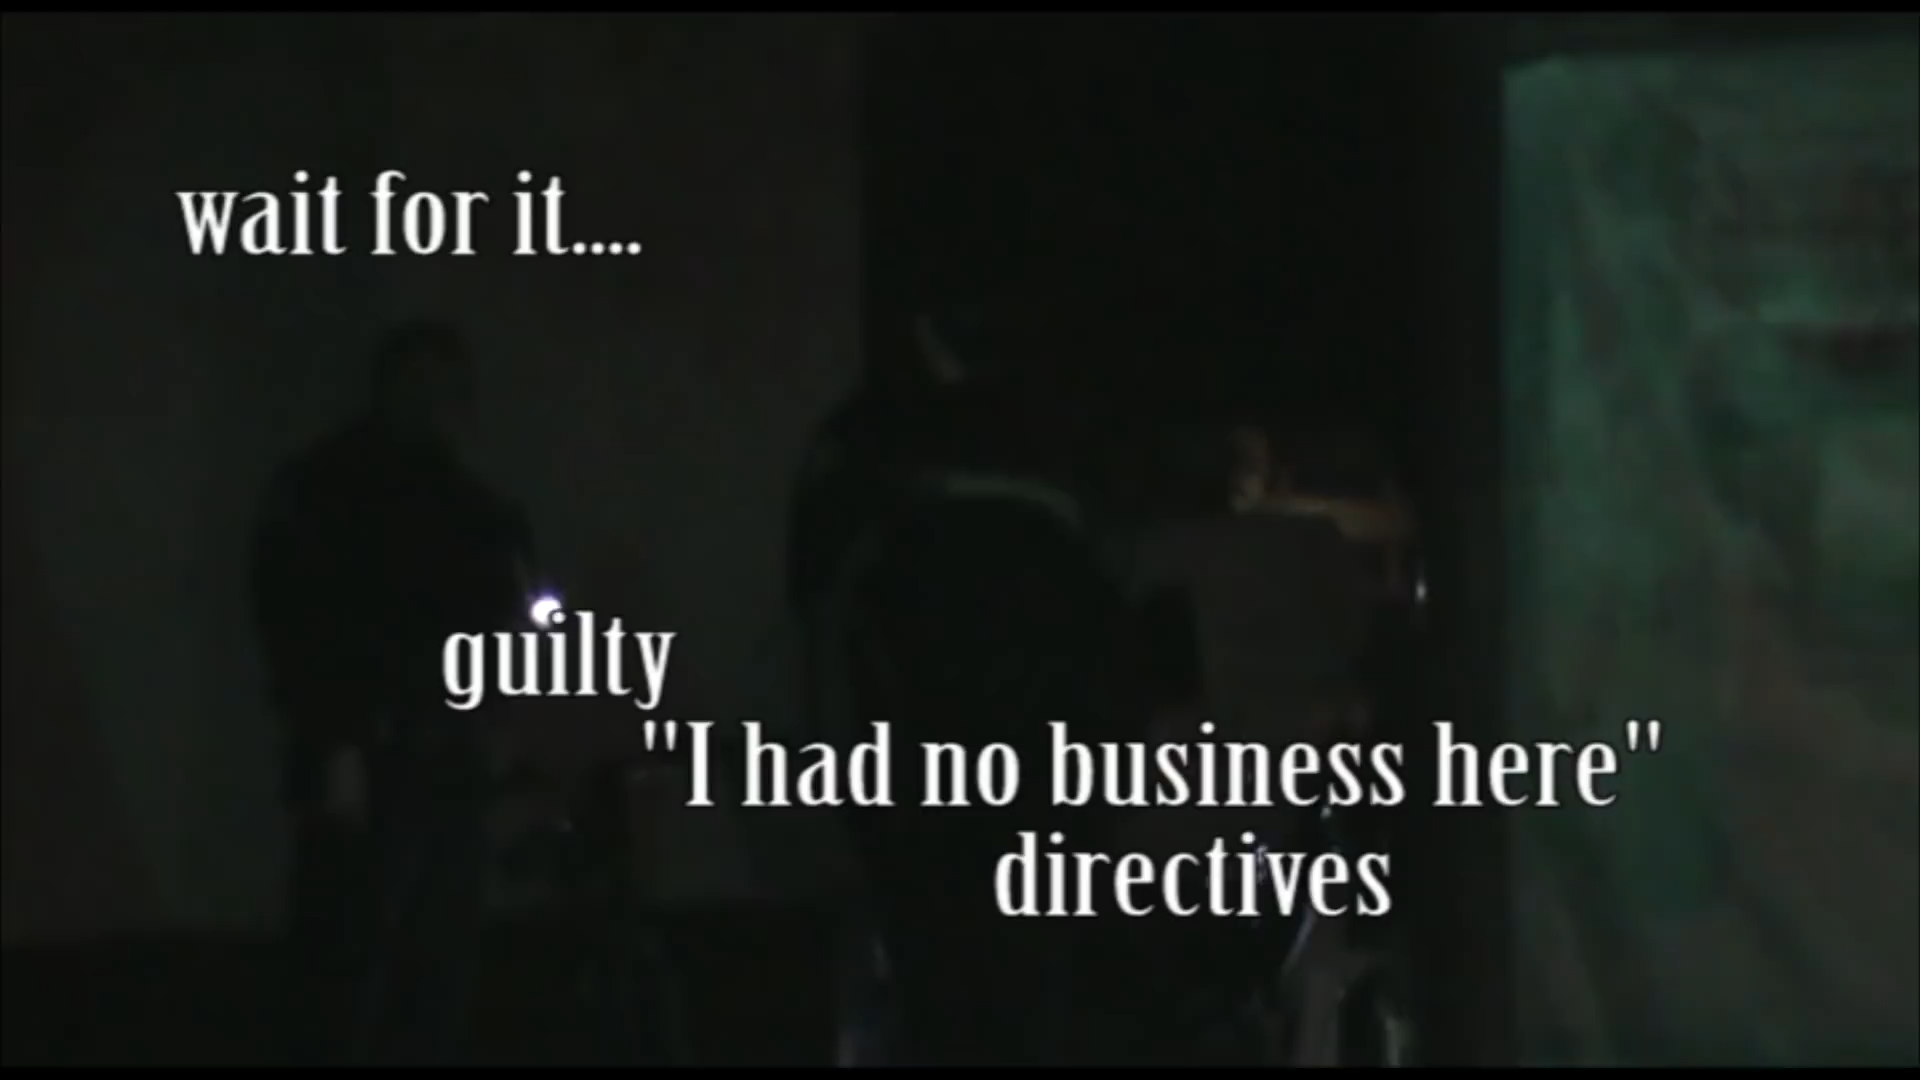 wait for it....
guilty
"I had no business here"
directives